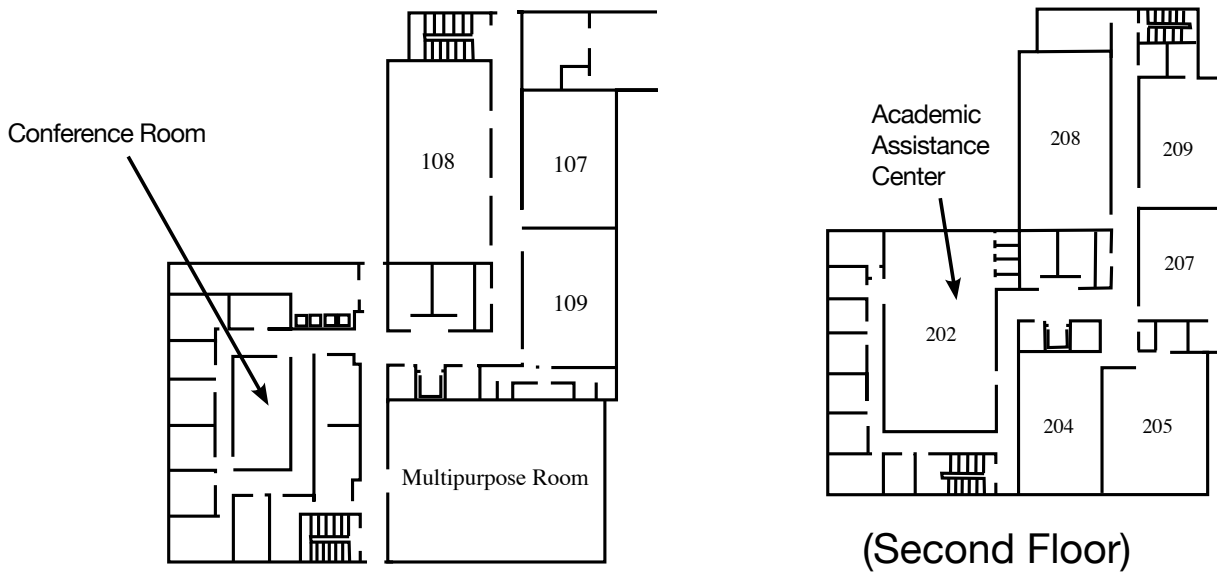 Conference Room
108
107
109
Multipurpose Room
Academic
Assistance
Center
208
209
207
202
204
205
(Second Floor)